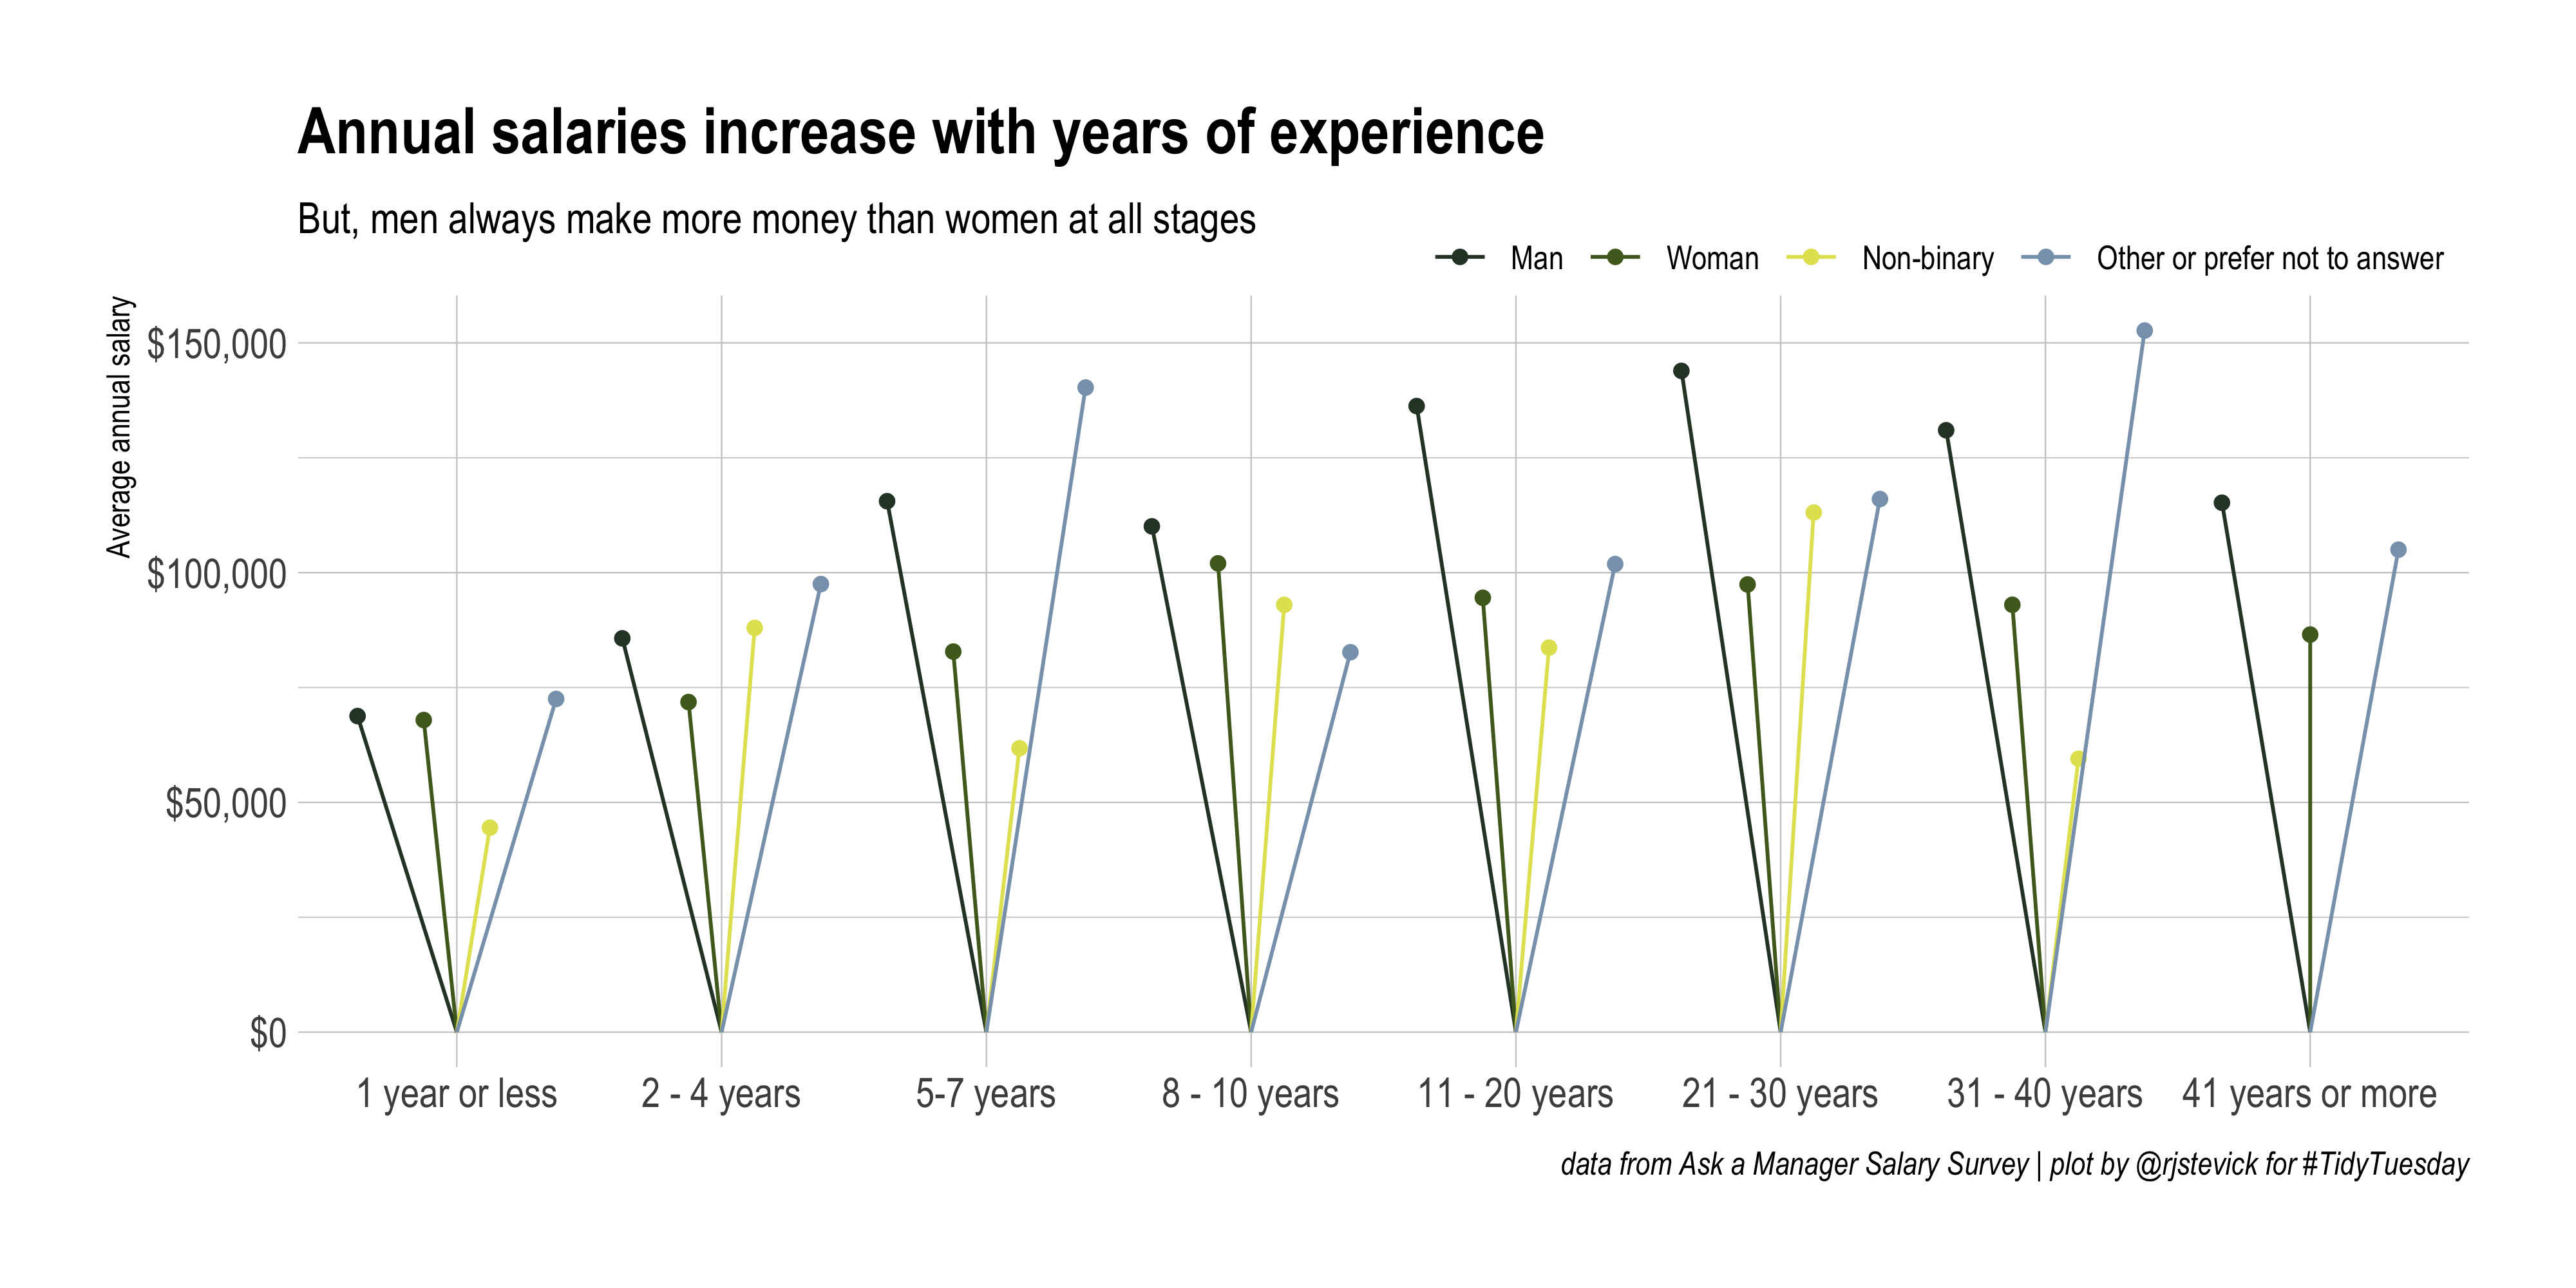 Annual salaries increase with years of experience
But, men always make more money than women at all stages
Man Woman Non-binary Other or prefer not to answer
Average annual salary
$150,000
$100,000
$50,000
$0
1 year or less 2 - 4 years 5-7 years 8 - 10 years 11 - 20 years 21 - 30 years 31 - 40 years 41 years or more
data from Ask a Manager Salary Survey | plot by @rjstevick for #TidyTuesday